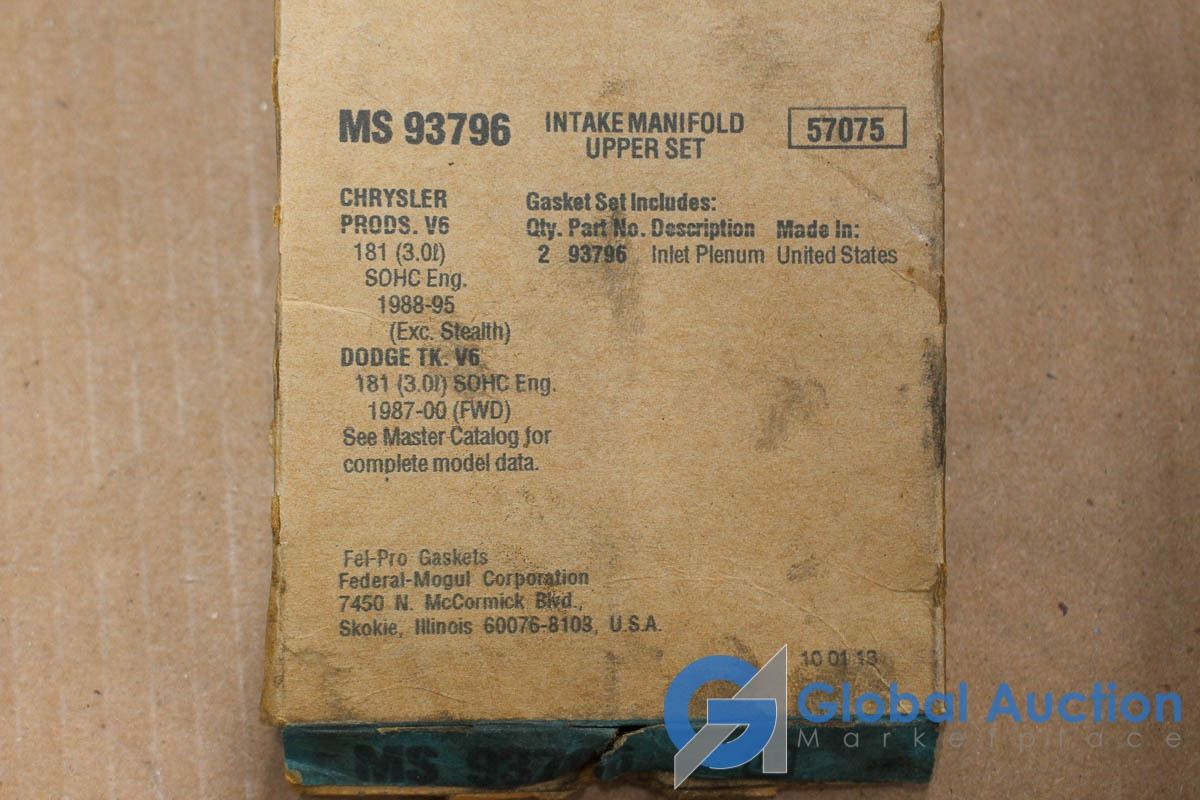 MS 93796
INTAKE MANIFOLD
UPPER SET
57075
CHRYSLER
PRODS. V6
181 (3.0ℓ)
SOHC Eng.
1988-95
(Exc. Stealth)
DODGE TK. V6
181 (3.0ℓ) SOHC Eng.
1987-00 (FWD)
See Master Catalog for
complete model data.
Gasket Set Includes:
Qty. Part No. Description Made in:
2 93796 Inlet Plenum United States
Fel-Pro Gaskets
Federal-Mogul Corporation
7450 N. McCormick Blvd.,
Skokie, Illinois 60076-8103, U.S.A.
10 01 13
Global Auction
Marketplace
MS